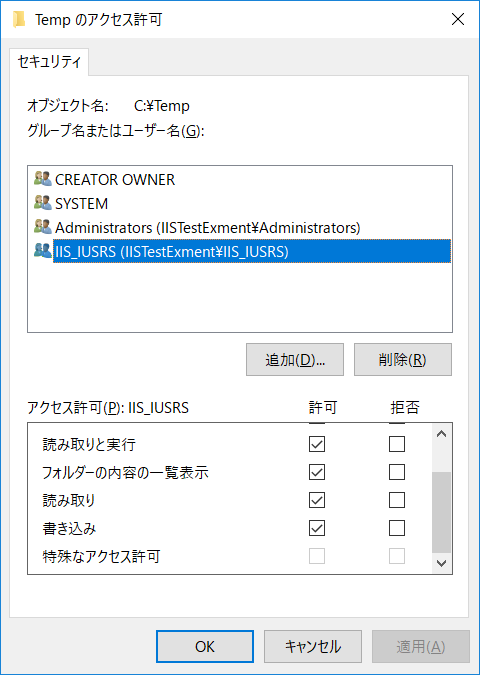 Temp のアクセス許可
セキュリティ
オブジェクト名: C:¥Temp
グループ名またはユーザー名(G):
CREATOR OWNER
SYSTEM
Administrators (IISTestExment¥Administrators)
IIS_IUSRS (IISTestExment¥IIS_IUSRS)
追加(D)... 削除(R)
アクセス許可(P): IIS_IUSRS 許可 拒否
読み取りと実行
フォルダーの内容の一覧表示
読み取り
書き込み
特殊なアクセス許可
OK キャンセル 適用(A)